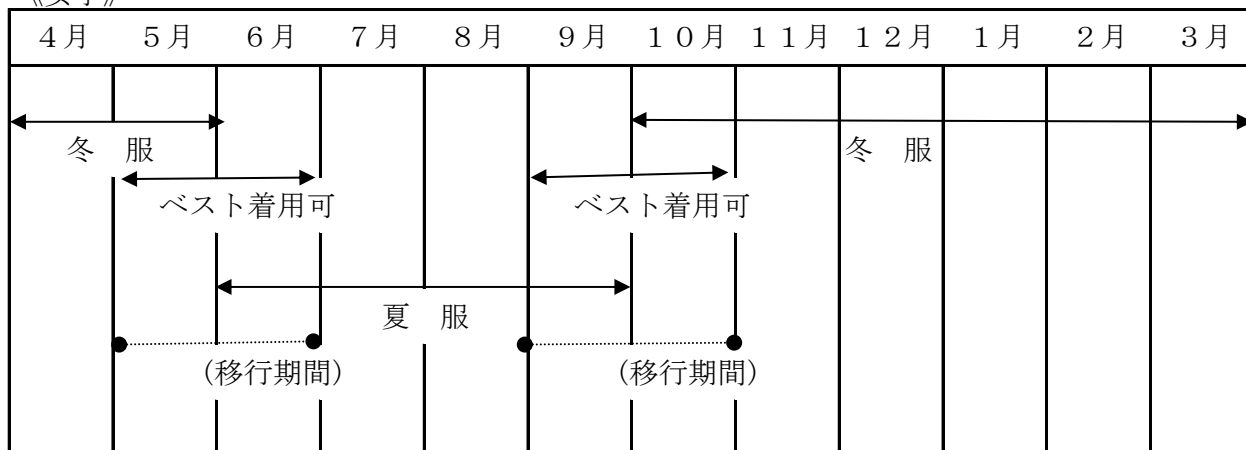 ４月 ５月 ６月 ７月 ８月 ９月 １０月 １１月 １２月 １月 ２月 ３月
冬　服 冬　服
ベスト着用可 ベスト着用可
夏　服
(移行期間) (移行期間)